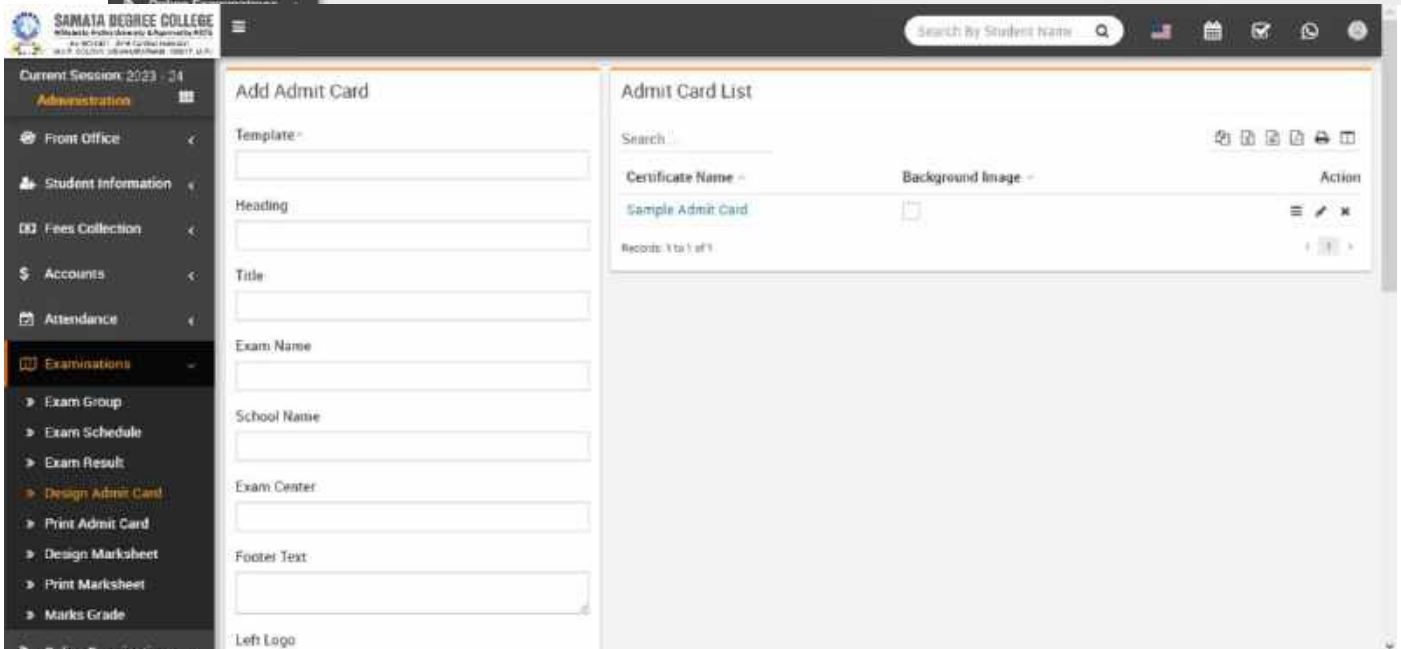 SAMATA DEGREE COLLEGE
Search By Student Name
Current Session: 2023 - 24
Administration
Front Office
Student Information
Fees Collection
Accounts
Attendance
Examinations
Exam Group
Exam Schedule
Exam Result
Design Admit Card
Print Admit Card
Design Marksheet
Print Marksheet
Marks Grade
Add Admit Card
Template
Heading
Title
Exam Name
School Name
Exam Center
Footer Text
Left Logo
Admit Card List
Search...
Certificate Name Background Image Action
Sample Admit Card
Records: 1 to 1 of 1
1